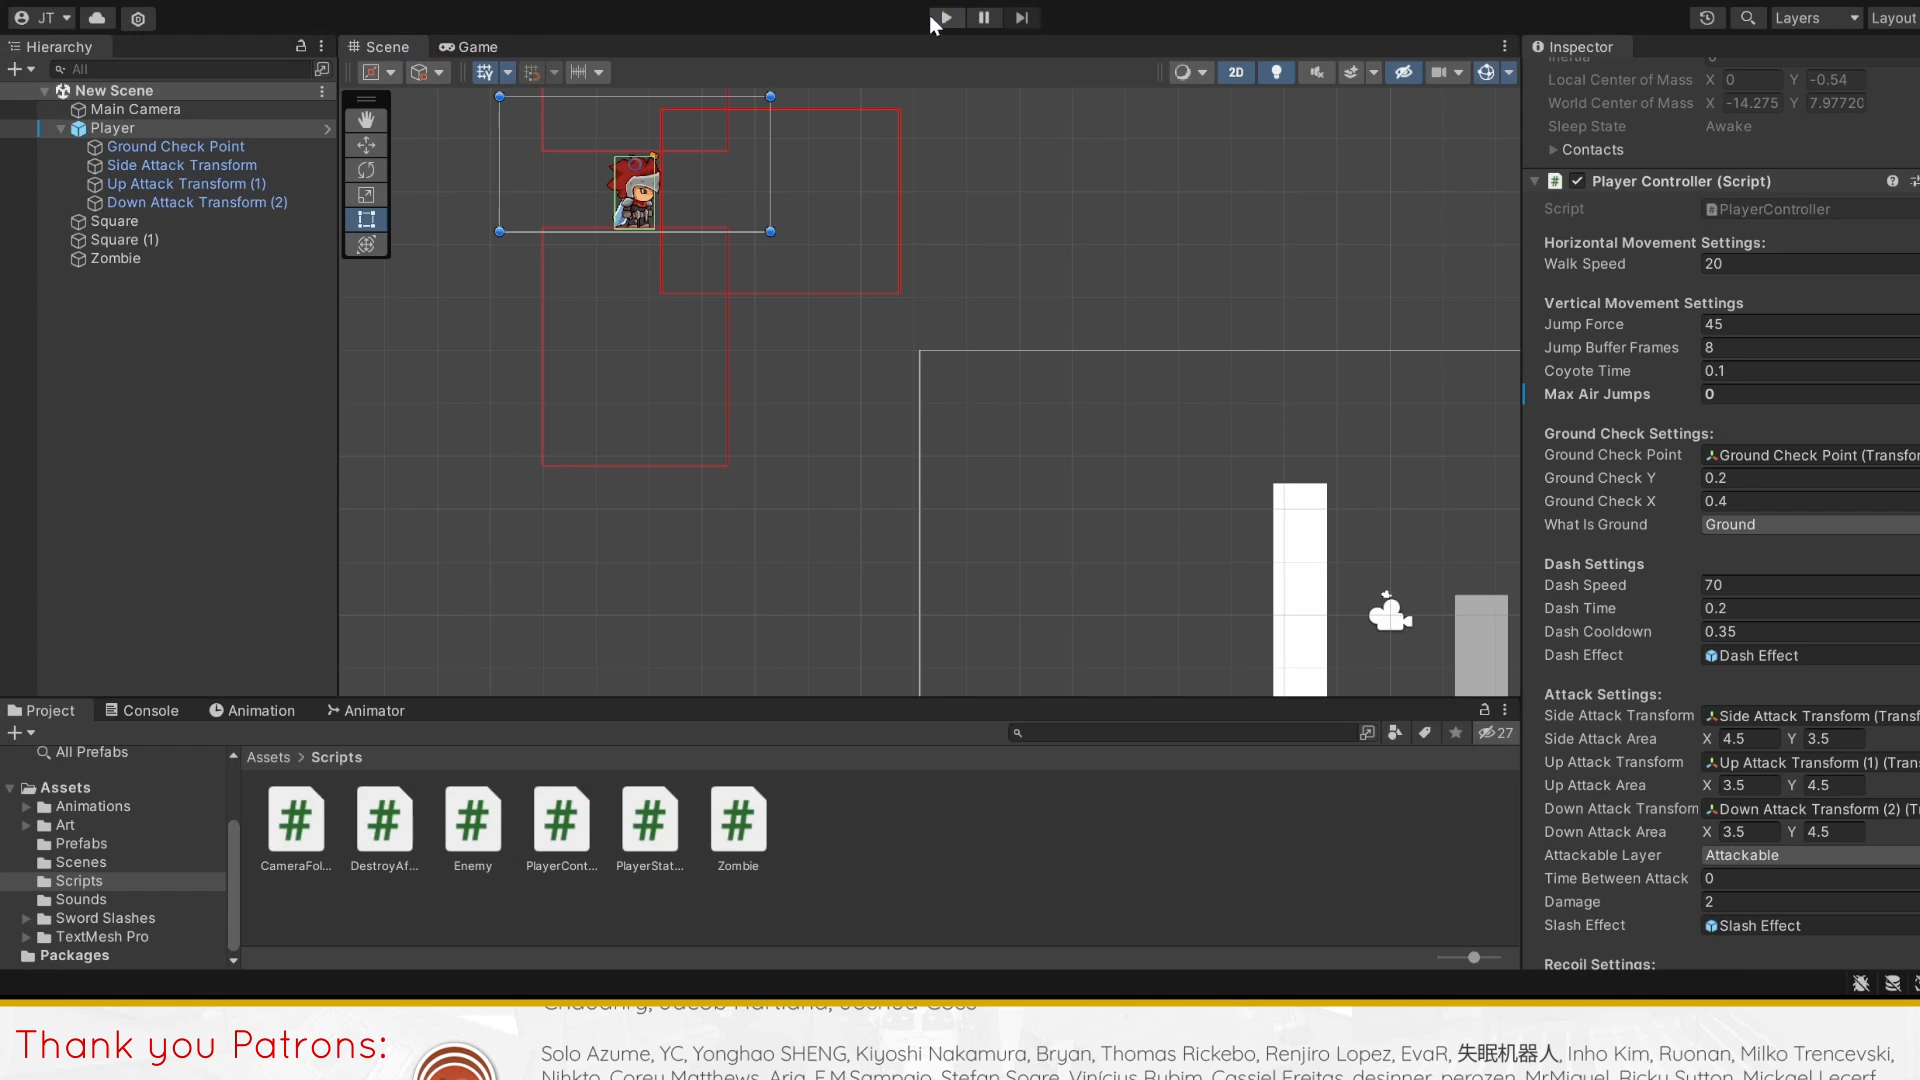 JT
Layers
Layout
Hierarchy
Scene
Game
Inspector
All
2D
New Scene
Main Camera
Player
Ground Check Point
Side Attack Transform
Up Attack Transform (1)
Down Attack Transform (2)
Square
Square (1)
Zombie
Local Center of Mass X 0 Y -0.54
World Center of Mass X -14.275 Y 7.97720
Sleep State Awake
Contacts
Player Controller (Script)
Script PlayerController
Horizontal Movement Settings:
Walk Speed 20
Vertical Movement Settings
Jump Force 45
Jump Buffer Frames 8
Coyote Time 0.1
Max Air Jumps 0
Ground Check Settings:
Ground Check Point Ground Check Point (Transfor
Ground Check Y 0.2
Ground Check X 0.4
What Is Ground Ground
Dash Settings
Dash Speed 70
Dash Time 0.2
Dash Cooldown 0.35
Dash Effect Dash Effect
Attack Settings:
Side Attack Transform Side Attack Transform (Transf
Side Attack Area X 4.5 Y 3.5
Up Attack Transform Up Attack Transform (1) (Tran
Up Attack Area X 3.5 Y 4.5
Down Attack Transforn Down Attack Transform (2) (T
Down Attack Area X 3.5 Y 4.5
Attackable Layer Attackable
Time Between Attack 0
Damage 2
Slash Effect Slash Effect
Recoil Settings:
Project
Console
Animation
Animator
27
All Prefabs
Assets
Animations
Art
Prefabs
Scenes
Scripts
Sounds
Sword Slashes
TextMesh Pro
Packages
Assets > Scripts
CameraFol...
DestroyAf...
Enemy
PlayerCont...
PlayerStat...
Zombie
Thank you Patrons:
Solo Azume, YC, Yonghao SHENG, Kiyoshi Nakamura, Bryan, Thomas Rickebo, Renjiro Lopez, EvaR, 失眠机器人, Inho Kim, Ruonan, Milko Trencevski,